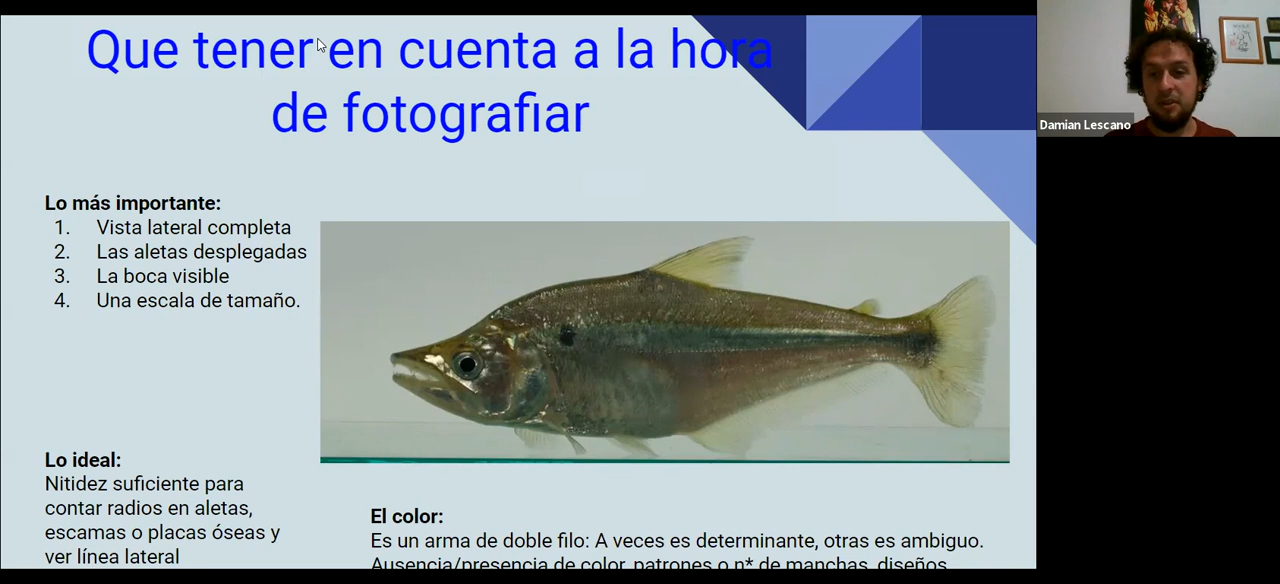 Que tener en cuenta a la hora
de fotografiar
Damian Lescano
Lo más importante:
1. Vista lateral completa
2. Las aletas desplegadas
3. La boca visible
4. Una escala de tamaño.
Lo ideal:
Nitidez suficiente para
contar radios en aletas,
escamas o placas óseas y
ver línea lateral
El color:
Es un arma de doble filo: A veces es determinante, otras es ambiguo.
Ausencia/presencia de color, patrones o n* de manchas, diseños